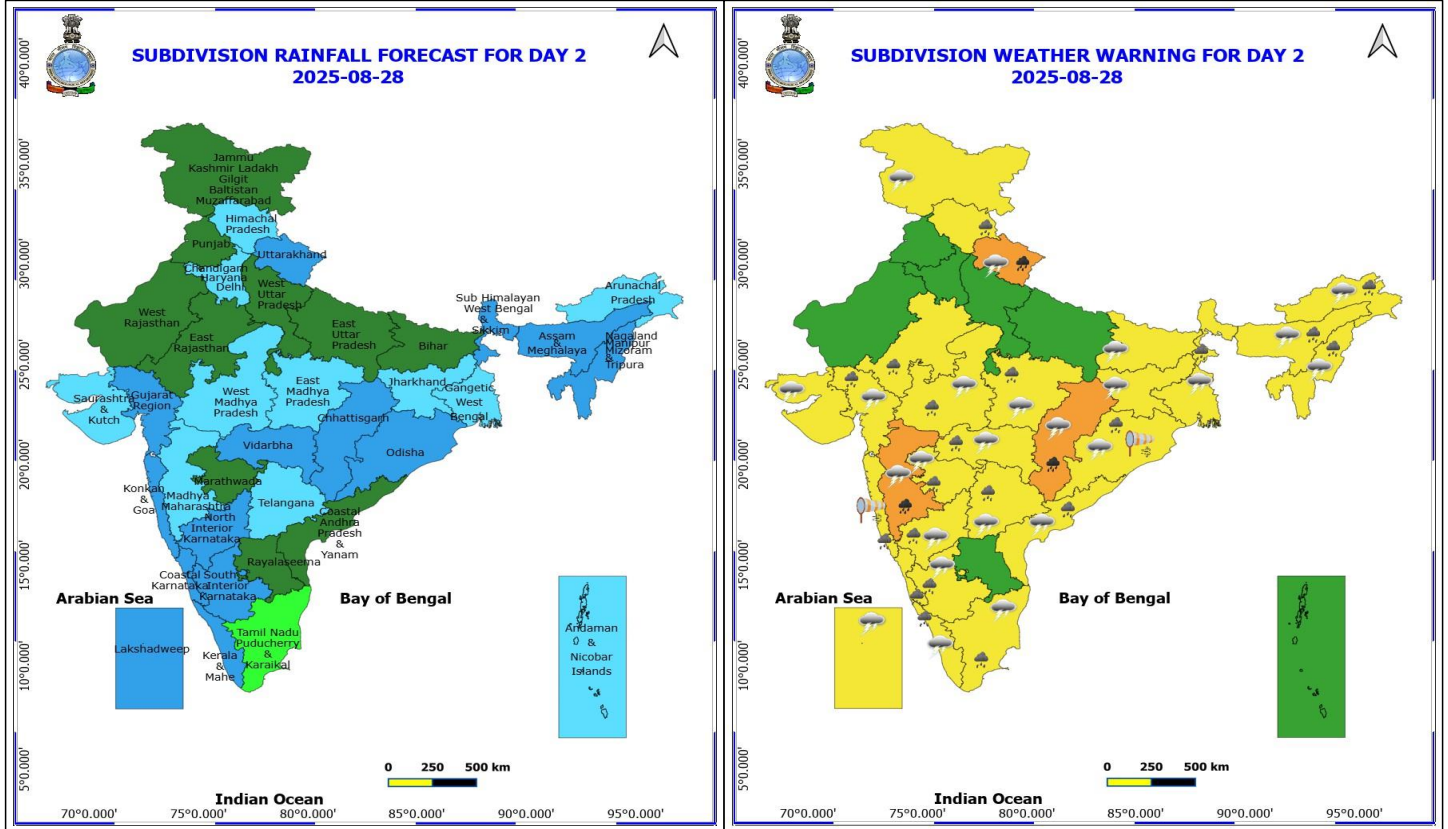 SUBDIVISION RAINFALL FORECAST FOR DAY 2
2025-08-28
40°0.000'
35°0.000'
30°0.000'
25°0.000'
20°0.000'
15°0.000'
10°0.000'
5°0.000'
Jammu
Kashmir Ladakh
Gilgit
Baltistan
Muzaffarabad
Himachal
Pradesh
Punjab
Uttarakhand
Chandigarh
Haryana
Delhi
West
Uttar
Pradesh
West
Rajasthan
East
Rajasthan
East
Uttar
Pradesh
Bihar
Sub Himalayan
West Bengal
&
Sikkim
Arunachal
Pradesh
Assam
&
Meghalaya
Nagaland
Manipur
Mizoram
&
Tripura
Saurashtra
&
Kutch
Gujarat
Region
West
Madhya
Pradesh
East
Madhya
Pradesh
Jharkhand
Gangetic
West
Bengal
Chhattisgarh
Vidarbha
Odisha
Konkan
&
Goa
Marathwada
Madhya
Maharashtra
Telangana
North
Interior
Karnataka
Coastal
Andhra
Pradesh
&
Yanam
Rayalaseema
Coastal
Karnataka
South
Interior
Karnataka
Arabian Sea
Bay of Bengal
Lakshadweep
Kerala
&
Mahe
Tamil Nadu
Puducherry
&
Karaikal
Andaman
&
Nicobar
Islands
0 250 500 km
Indian Ocean
70°0.000' 75°0.000' 80°0.000' 85°0.000' 90°0.000' 95°0.000'
SUBDIVISION WEATHER WARNING FOR DAY 2
2025-08-28
40°0.000'
35°0.000'
30°0.000'
25°0.000'
20°0.000'
15°0.000'
10°0.000'
5°0.000'
Arabian Sea
Bay of Bengal
0 250 500 km
Indian Ocean
70°0.000' 75°0.000' 80°0.000' 85°0.000' 90°0.000' 95°0.000'